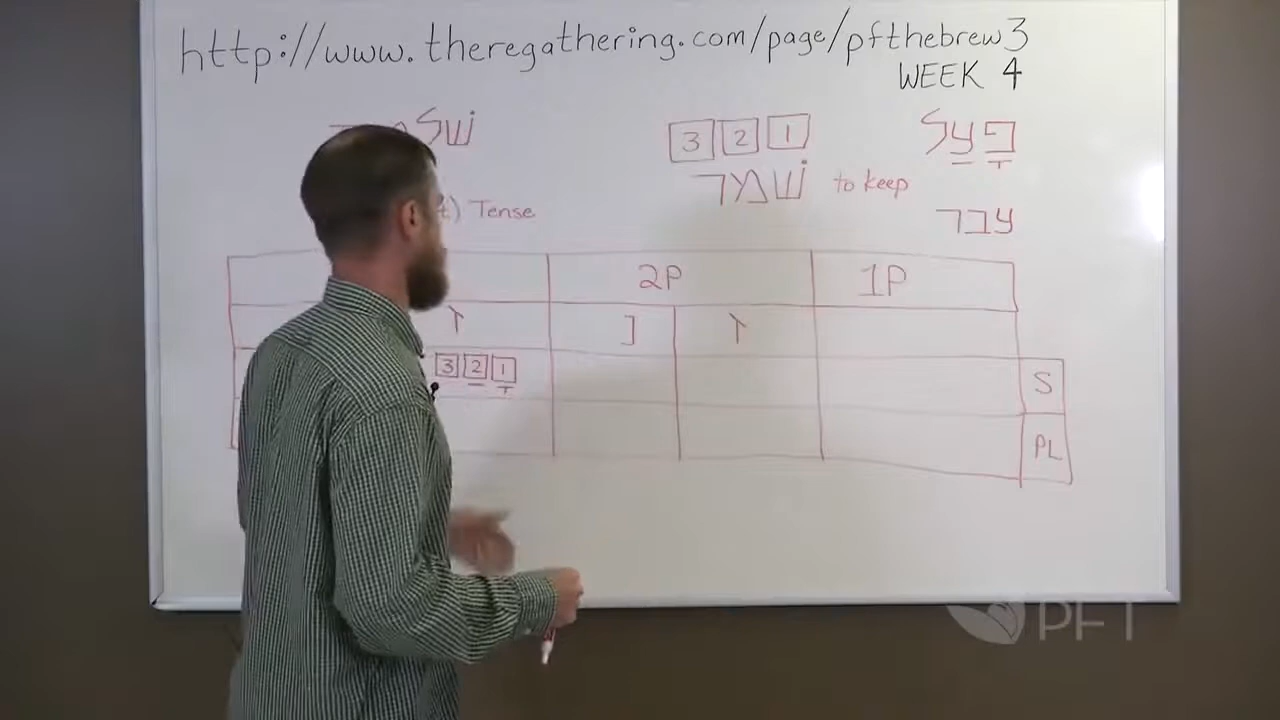 http://www.theregathering.com/page/pfthebrew3
WEEK 4
3 2 1
פָעַל
שׁמר to keep
עבר
Tense
2P 1P
נ ז נ ז
3 2 1
S
PL
PFT